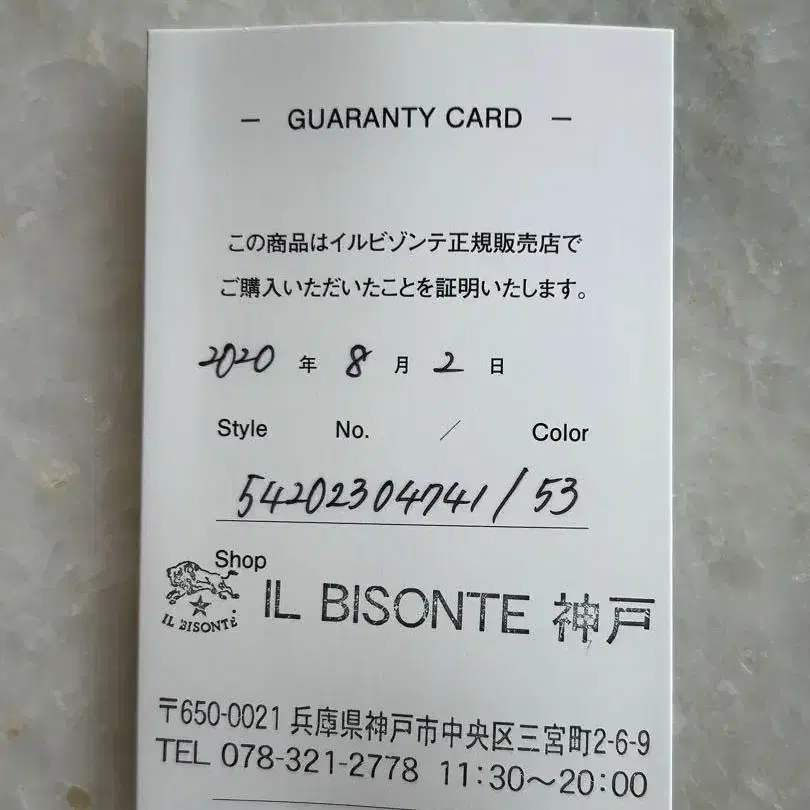 — GUARANTY CARD —
この商品はイルビゾンテ正規販売店で
ご購入いただいたことを証明いたします。
2020 年 8 月 2 日
Style No. / Color
54202304741 / 53
Shop
IL BISONTE
IL BISONTE 神戸
〒650-0021 兵庫県神戸市中央区三宮町2-6-9
TEL 078-321-2778 11:30～20:00